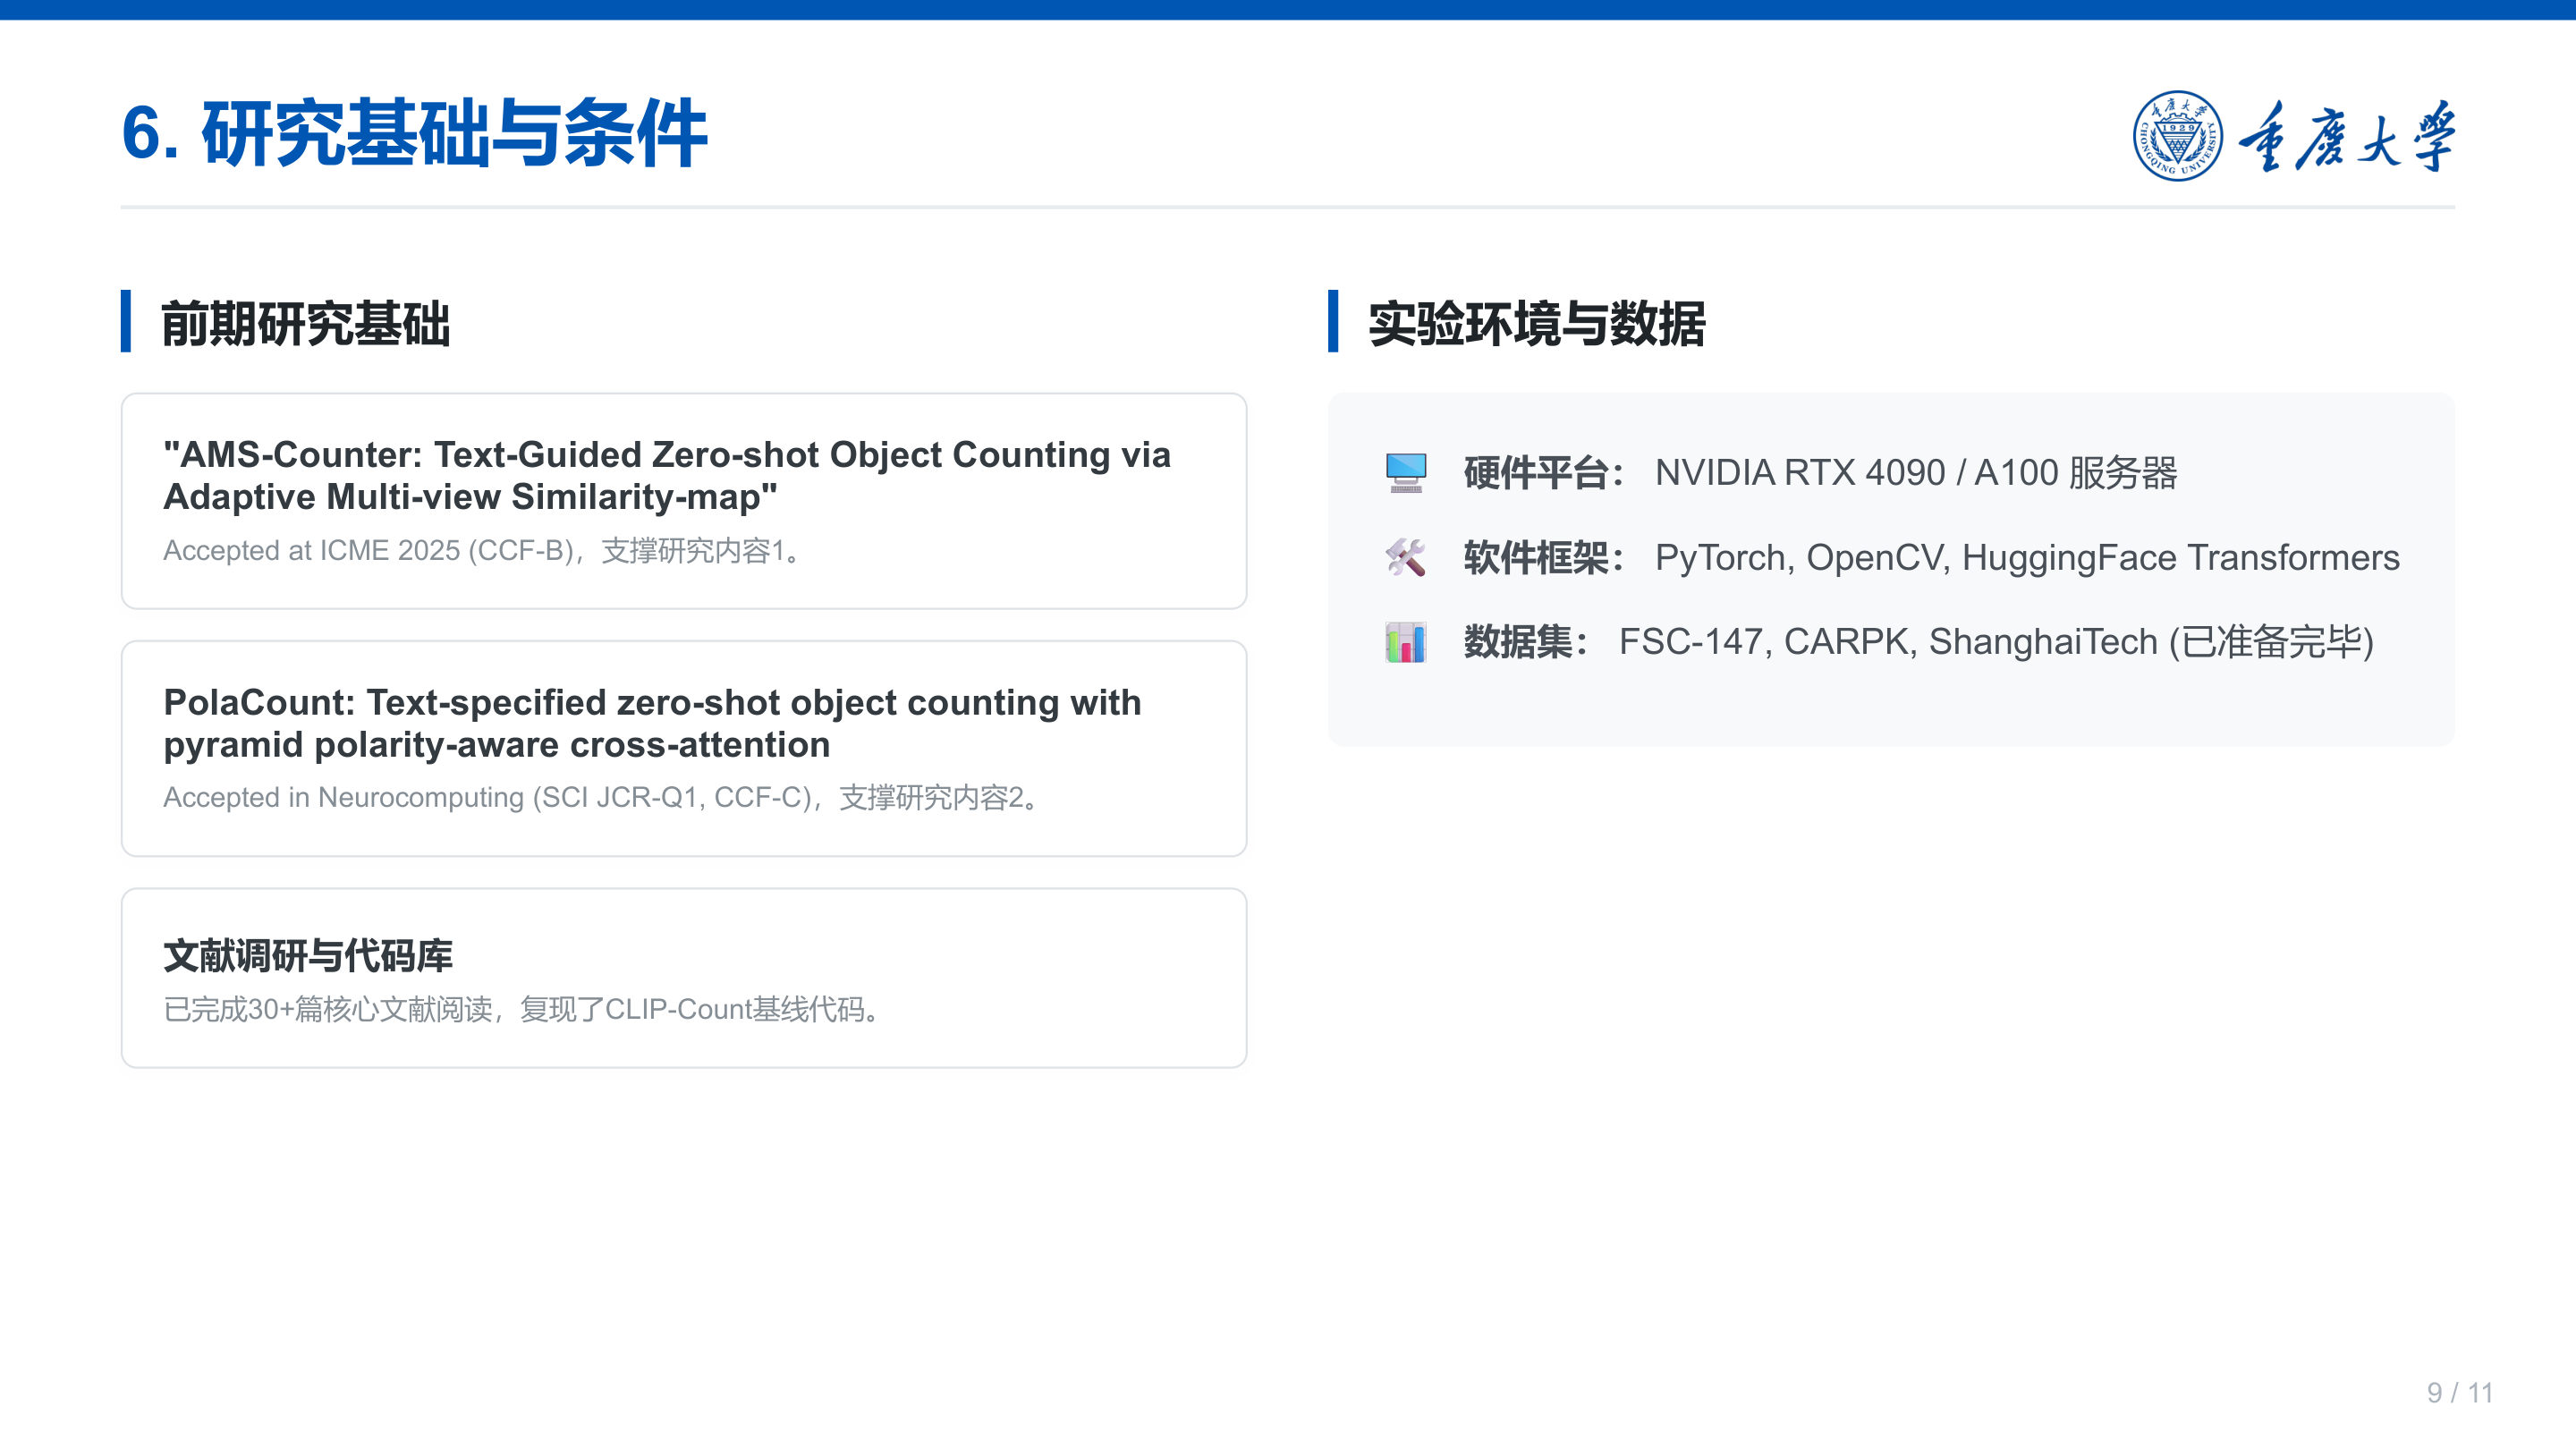 6. 研究基础与条件
重庆大学
1929
CHONGQING UNIVERSITY
重庆大學
前期研究基础
"AMS-Counter: Text-Guided Zero-shot Object Counting via
Adaptive Multi-view Similarity-map"
Accepted at ICME 2025 (CCF-B)，支撑研究内容1。
PolaCount: Text-specified zero-shot object counting with
pyramid polarity-aware cross-attention
Accepted in Neurocomputing (SCI JCR-Q1, CCF-C)，支撑研究内容2。
文献调研与代码库
已完成30+篇核心文献阅读，复现了CLIP-Count基线代码。
实验环境与数据
硬件平台： NVIDIA RTX 4090 / A100 服务器
软件框架： PyTorch, OpenCV, HuggingFace Transformers
数据集： FSC-147, CARPK, ShanghaiTech (已准备完毕)
9 / 11